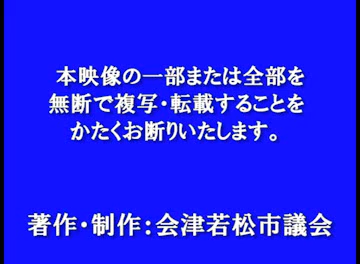 本映像の一部または全部を
無断で複写・転載することを
かたくお断りいたします。
著作・制作：会津若松市議会